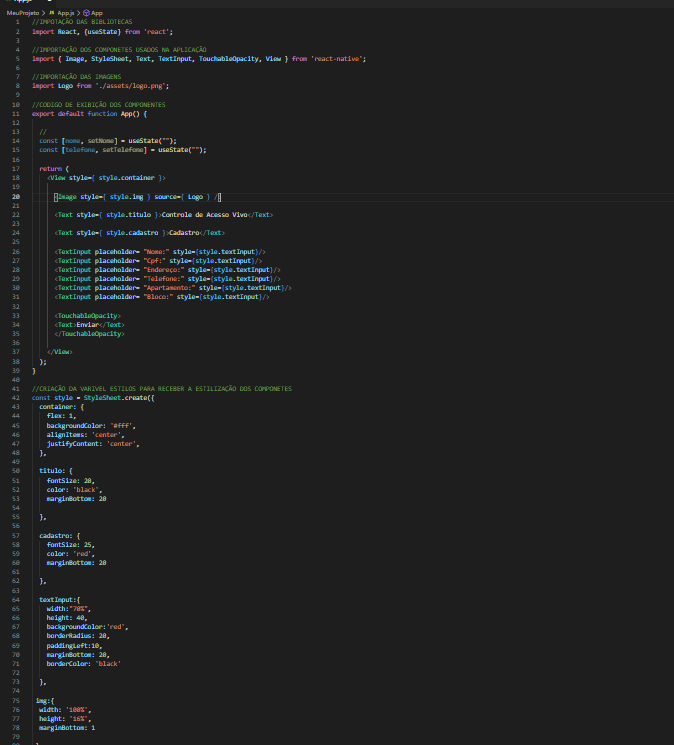 MeuProjeto > JS App.js > App
1 //IMPOTAÇÃO DAS BIBLIOTECAS
2 import React, {useState} from 'react';
3
4 //IMPORTAÇÃO DOS COMPONETES USADOS NA APLICAÇÃO
5 import { Image, StyleSheet, Text, TextInput, TouchableOpacity, View } from 'react-native';
6
7 //IMPORTAÇÃO DAS IMAGENS
8 import Logo from './assets/logo.png';
9
10 //CODIGO DE EXIBIÇÃO DOS COMPONENTES
11 export default function App() {
12
13 //
14 const [nome, setNome] = useState("");
15 const [telefone, setTelefone] = useState("");
16
17 return (
18 <View style={ style.container }>
19
20 <Image style={ style.img } source={ Logo } />
21
22 <Text style={ style.titulo }>Controle de Acesso Vivo</Text>
23
24 <Text style={ style.cadastro }>Cadastro</Text>
25
26 <TextInput placeholder= "Nome:" style={style.textInput}/>
27 <TextInput placeholder= "Cpf:" style={style.textInput}/>
28 <TextInput placeholder= "Endereço:" style={style.textInput}/>
29 <TextInput placeholder= "Telefone:" style={style.textInput}/>
30 <TextInput placeholder= "Apartamento:" style={style.textInput}/>
31 <TextInput placeholder= "Bloco:" style={style.textInput}/>
32
33 <TouchableOpacity>
34 <Text>Enviar</Text>
35 </TouchableOpacity>
36
37 </View>
38 );
39 }
40
41 //CRIAÇÃO DA VARIVEL ESTILOS PARA RECEBER A ESTILIZAÇÃO DOS COMPONETES
42 const style = StyleSheet.create({
43 container: {
44 flex: 1,
45 backgroundColor: '#fff',
46 alignItems: 'center',
47 justifyContent: 'center',
48 },
49
50 titulo: {
51 fontSize: 20,
52 color: 'black',
53 marginBottom: 20
54
55 },
56
57 cadastro: {
58 fontSize: 25,
59 color: 'red',
60 marginBottom: 20
61
62 },
63
64 textInput:{
65 width:"70%",
66 height: 40,
67 backgroundColor:'red',
68 borderRadius: 20,
69 paddingLeft:10,
70 marginBottom: 20,
71 borderColor: 'black'
72
73 },
74
75 img:{
76 width: '100%',
77 height: '16%',
78 marginBottom: 1
79